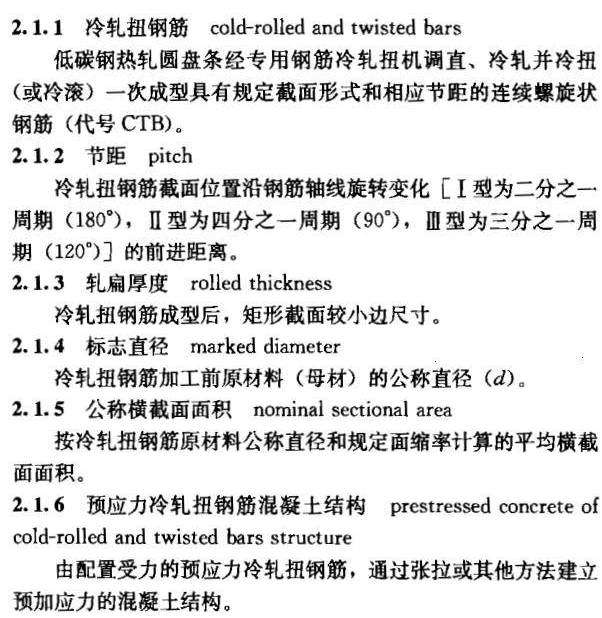 2.1.1 冷轧扭钢筋 cold-rolled and twisted bars
低碳钢热轧圆盘条经专用钢筋冷轧扭机调直、冷轧并冷扭
(或冷滚)一次成型具有规定截面形式和相应节距的连续螺旋状
钢筋(代号 CTB)。
2.1.2 节距 pitch
冷轧扭钢筋截面位置沿钢筋轴线旋转变化[Ⅰ型为二分之一
周期(180°),Ⅱ型为四分之一周期(90°),Ⅲ型为三分之一周
期(120°)]的前进距离。
2.1.3 轧扁厚度 rolled thickness
冷轧扭钢筋成型后,矩形截面较小边尺寸。
2.1.4 标志直径 marked diameter
冷轧扭钢筋加工前原材料(母材)的公称直径(d)。
2.1.5 公称横截面面积 nominal sectional area
按冷轧扭钢筋原材料公称直径和规定面缩率计算的平均横截
面面积。
2.1.6 预应力冷轧扭钢筋混凝土结构 prestressed concrete of
cold-rolled and twisted bars structure
由配置受力的预应力冷轧扭钢筋,通过张拉或其他方法建立
预加应力的混凝土结构。